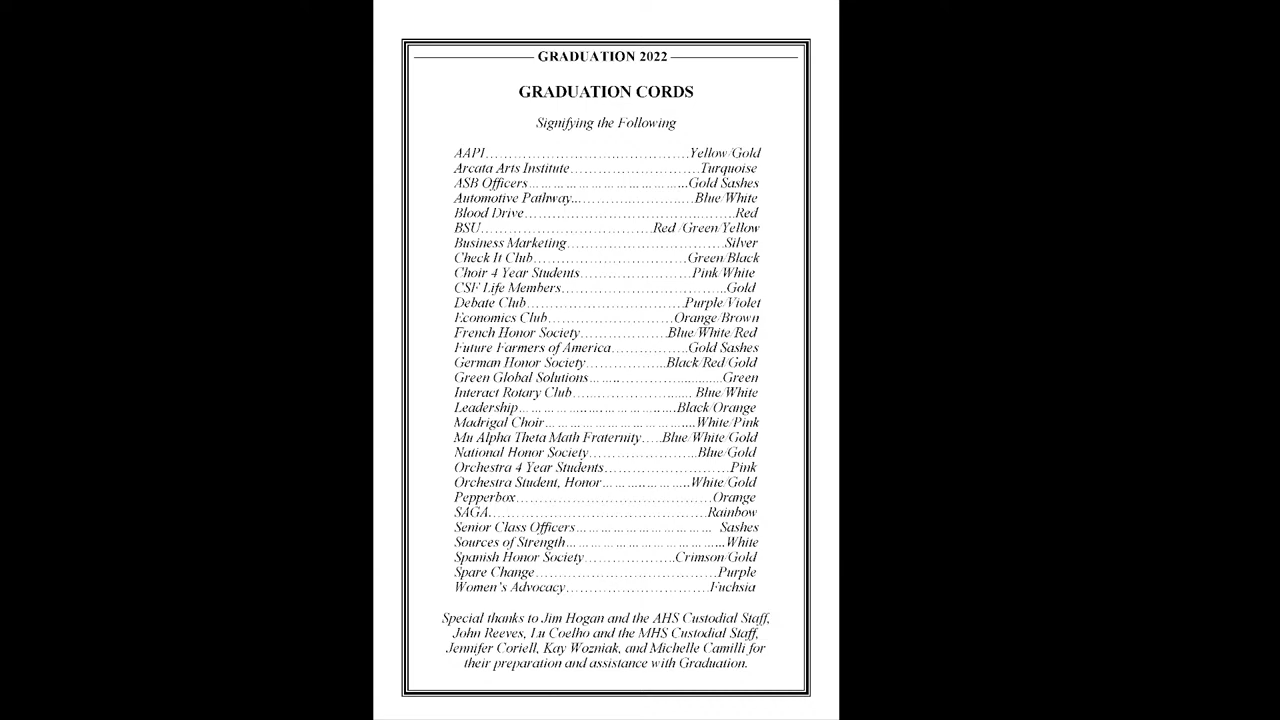 GRADUATION 2022
GRADUATION CORDS
Signifying the Following
AAPI.......................................Yellow/Gold
Arcata Arts Institute.........................Turquoise
ASB Officers..............................Gold Sashes
Automotive Pathway.......................Blue/White
Blood Drive.......................................Red
BSU.................................Red /Green/Yellow
Business Marketing..............................Silver
Check It Club.............................Green/Black
Choir 4 Year Students.....................Pink/White
CSF Life Members..............................Gold
Debate Club..............................Purple/Violet
Economics Club.........................Orange/Brown
French Honor Society.................Blue/White/Red
Future Farmers of America...............Gold Sashes
German Honor Society...............Black/Red/Gold
Green Global Solutions..........................Green
Interact Rotary Club....................... Blue/White
Leadership..............................Black/Orange
Madrigal Choir............................White/Pink
Mu Alpha Theta Math Fraternity.....Blue/White/Gold
National Honor Society.....................Blue/Gold
Orchestra 4 Year Students........................Pink
Orchestra Student, Honor.................White/Gold
Pepperbox.....................................Orange
SAGA.........................................Rainbow
Senior Class Officers......................... Sashes
Sources of Strength..............................White
Spanish Honor Society..................Crimson/Gold
Spare Change...................................Purple
Women's Advocacy...........................Fuchsia
Special thanks to Jim Hogan and the AHS Custodial Staff,
John Reeves, Lu Coelho and the MHS Custodial Staff,
Jennifer Coriell, Kay Wozniak, and Michelle Camilli for
their preparation and assistance with Graduation.